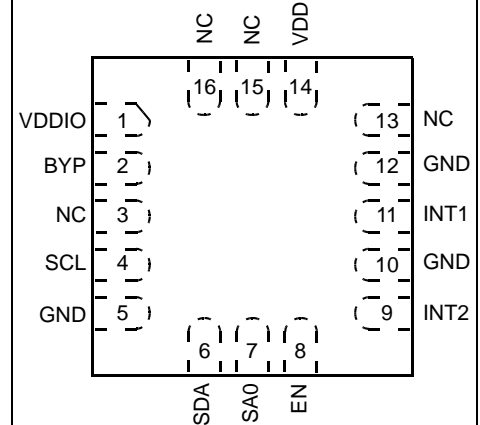 NC NC VDD
16 15 14
VDDIO 1 13 NC
BYP 2 12 GND
NC 3 11 INT1
SCL 4 10 GND
GND 5 9 INT2
6 7 8
SDA SA0 EN